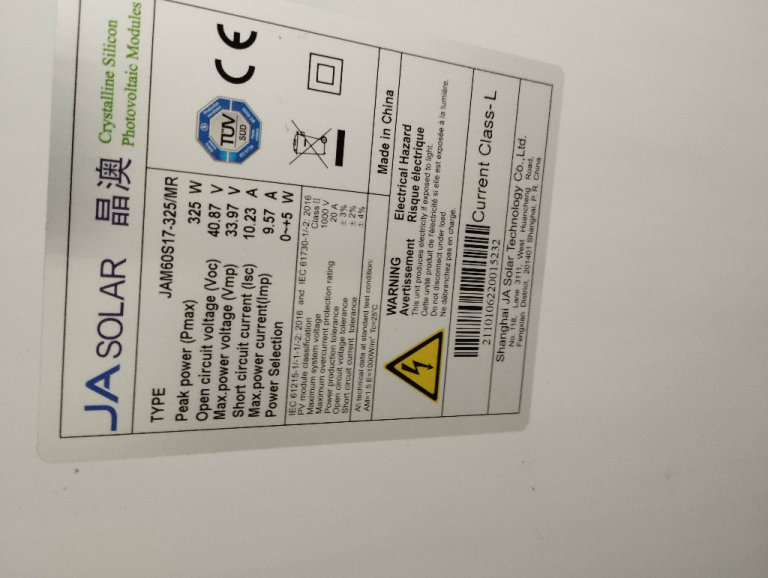 JA SOLAR 晶澳
Crystalline Silicon
Photovoltaic Modules
TYPE JAM60S17-325/MR
Peak power (Pmax) 325 W
Open circuit voltage (Voc) 40.87 V
Max.power voltage (Vmp) 33.97 V
Short circuit current (Isc) 10.23 A
Max.power current(Imp) 9.57 A
Power Selection 0~+5 W
IEC 61215-1/-1-1/-2: 2016 and IEC 61730-1/-2: 2016
PV module classification Class II
Maximum system voltage 1000 V
Maximum overcurrent protection rating 20 A
Power production tolerance ± 3%
Open circuit voltage tolerance ± 2%
Short circuit current tolerance ± 4%
All technical data at standard test condition:
AM=1.5 E=1000W/m² Tc=25°C
TÜV
SÜD
CE
Made in China
WARNING Electrical Hazard
Avertissement Risque électrique
This unit produces electricity if exposed to light.
Cette unité produit de l'électricité si elle est exposée à la lumière.
Do not disconnect under load.
Ne débranchez pas en charge.
Current Class- L
2110106220015232
Shanghai JA Solar Technology Co.,Ltd.
No. 118, Lane 3111, West Huancheng Road,
Fengxian District, 201401 Shanghai, P. R. China